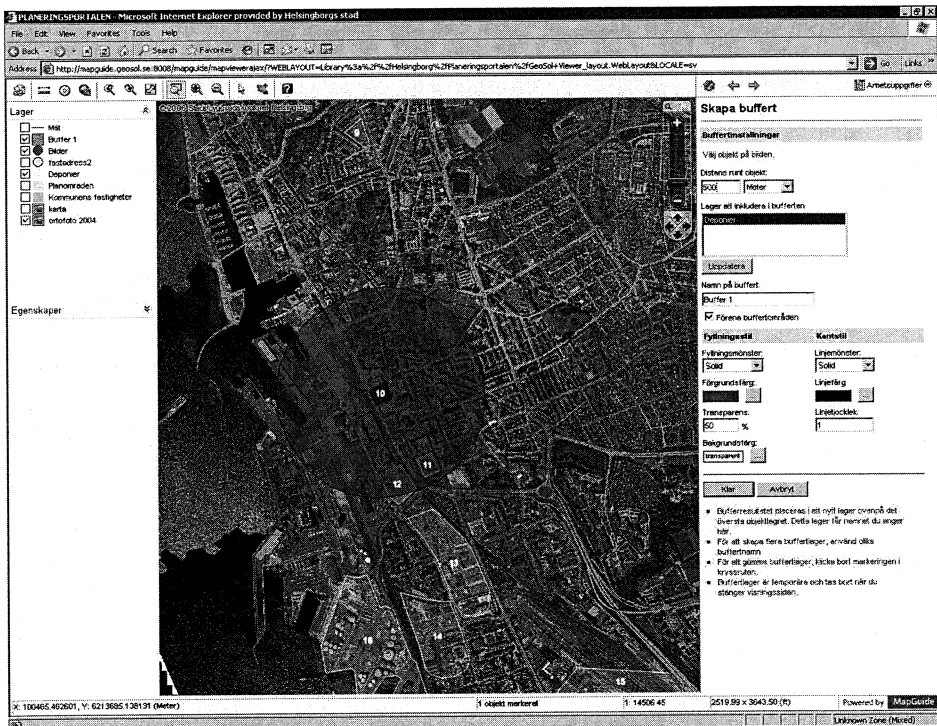 PLANERINGSPORTALEN - Microsoft Internet Explorer provided by Helsingborgs stad
File Edit View Favorites Tools Help
Back Search Favorites
Address http://mapguide.geosol.se:8008/mapguide/mapviewerajax/?WEBLAYOUT=Library%3a%2f%2fHelsingborg%2fPlaneringsportalen%2fGeoSol+Viewer_layout.WebLayout&LOCALE=sv Go Links »
Arbetsuppgifter
Lager
Mät
Buffer 1
Bilder
fastadress2
Deponier
Planområden
Kommunens fastigheter
karta
ortofoto 2004
Egenskaper
9
10
11
12
13
14
15
16
Skapa buffert
Buffertinställningar
Välj objekt på bilden.
Distans runt objekt:
500 Meter
Lager att inkludera i bufferten
Deponier
Uppdatera
Namn på buffert:
Buffer 1
Förena buffertområden
Fyllningsstil Kantstil
Fyllningsmönster: Linjemönster:
Solid Solid
Förgrundsfärg: Linjefärg
... ...
Transparens: Linjetjocklek:
50 % 1
Bakgrundsfärg:
transparent ...
Klar Avbryt
• Bufferresultatet placeras i ett nytt lager ovanpå det
översta objektlagret. Detta lager får namnet du anger
här.
• För att skapa flera buffertlager, använd olika
buffertnamn
• För att gömma buffertlager, klicka bort markeringen i
kryssrutan.
• Buffertlager är temporära och tas bort när du
stänger visningssidan.
X: 100465.462601, Y: 6213685.138131 (Meter) 1 objekt markerat 1: 14506.45 2519.99 x 3643.50 (ft) Powered by MapGuide
Unknown Zone (Mixed)